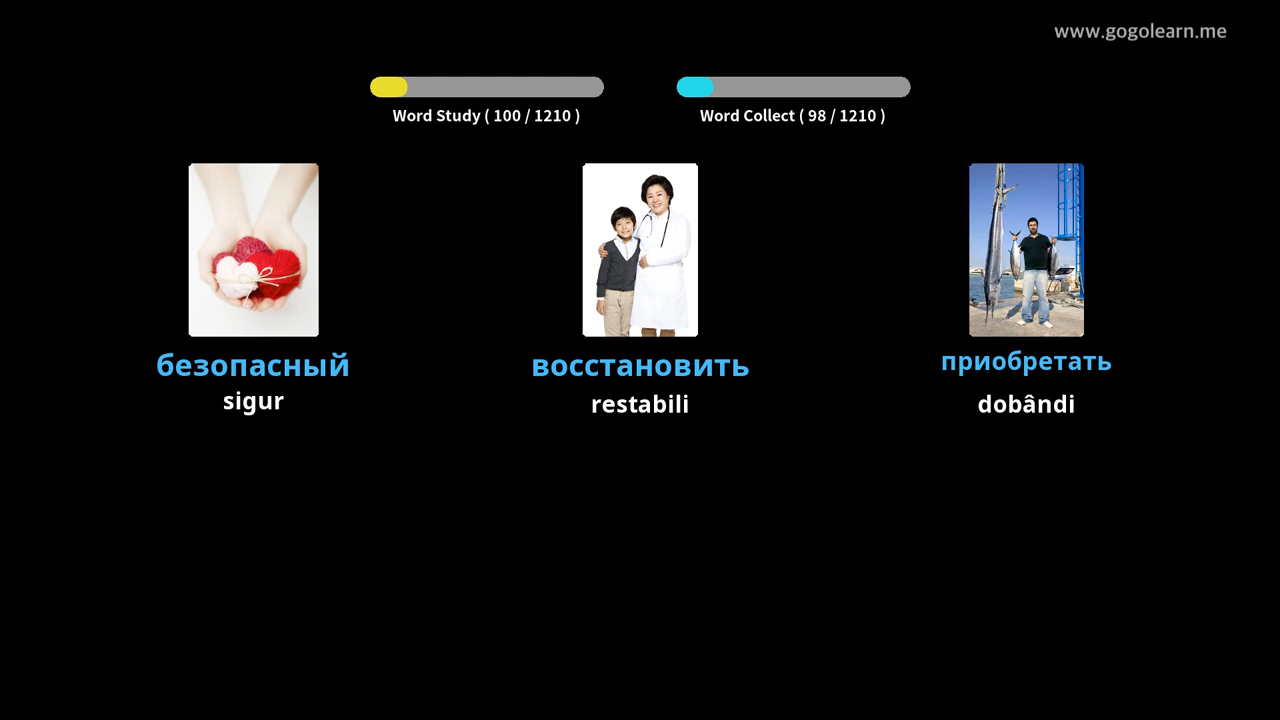 www.gogolearn.me
Word Study ( 100 / 1210 )
Word Collect ( 98 / 1210 )
безопасный
sigur
восстановить
restabili
приобретать
dobândi